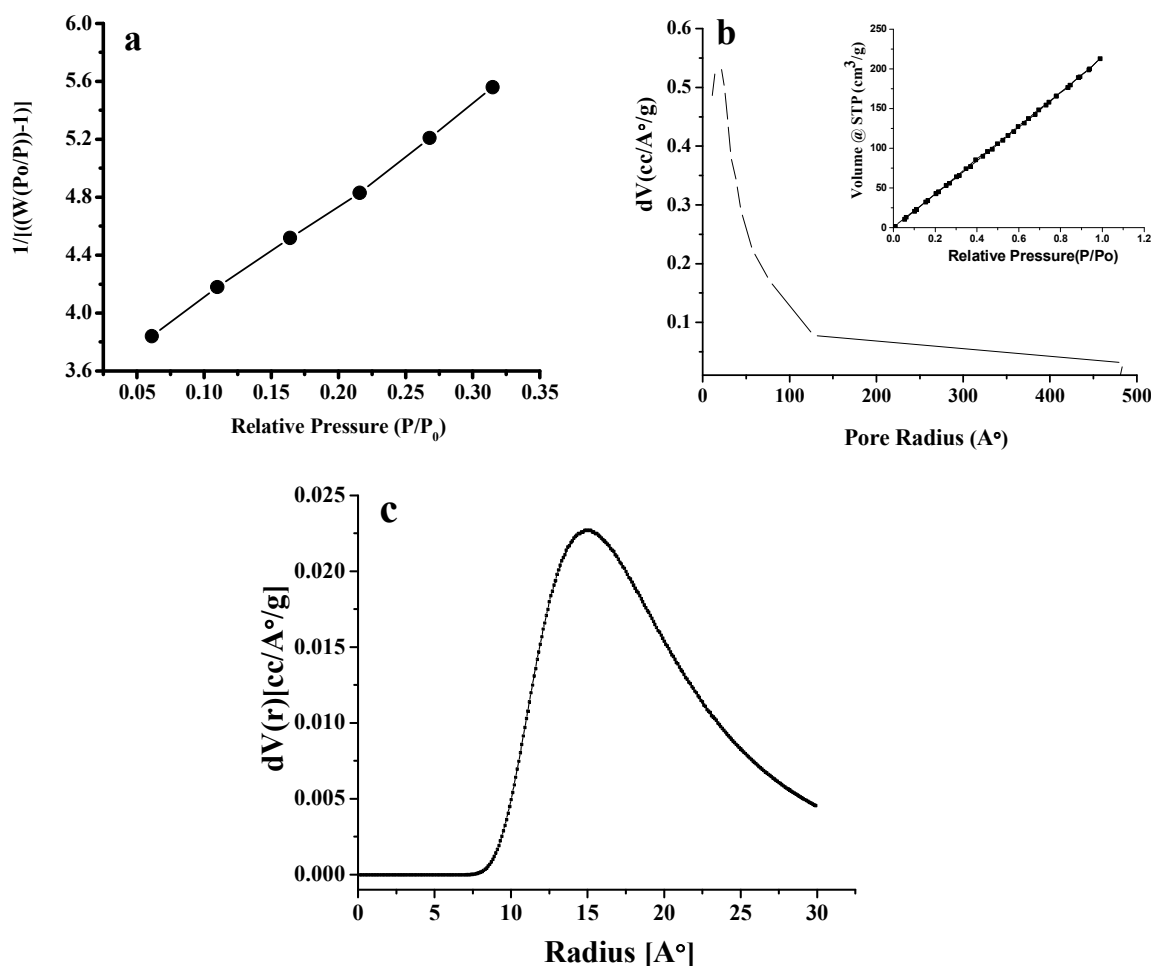 a
6.0
5.6
5.2
4.8
4.4
4.0
3.6
1/[((W(Po/P))-1)]
0.05 0.10 0.15 0.20 0.25 0.30 0.35
Relative Pressure (P/P0)
b
0.5
0.4
0.3
0.2
0.1
dV(cc/A°/g)
0 100 200 300 400 500
Pore Radius (A°)
250
200
150
100
50
0
Volume @ STP (cm3/g)
0.0 0.2 0.4 0.6 0.8 1.0 1.2
Relative Pressure(P/Po)
c
0.025
0.020
0.015
0.010
0.005
0.000
dV(r)[cc/A°/g]
0 5 10 15 20 25 30
Radius [A°]